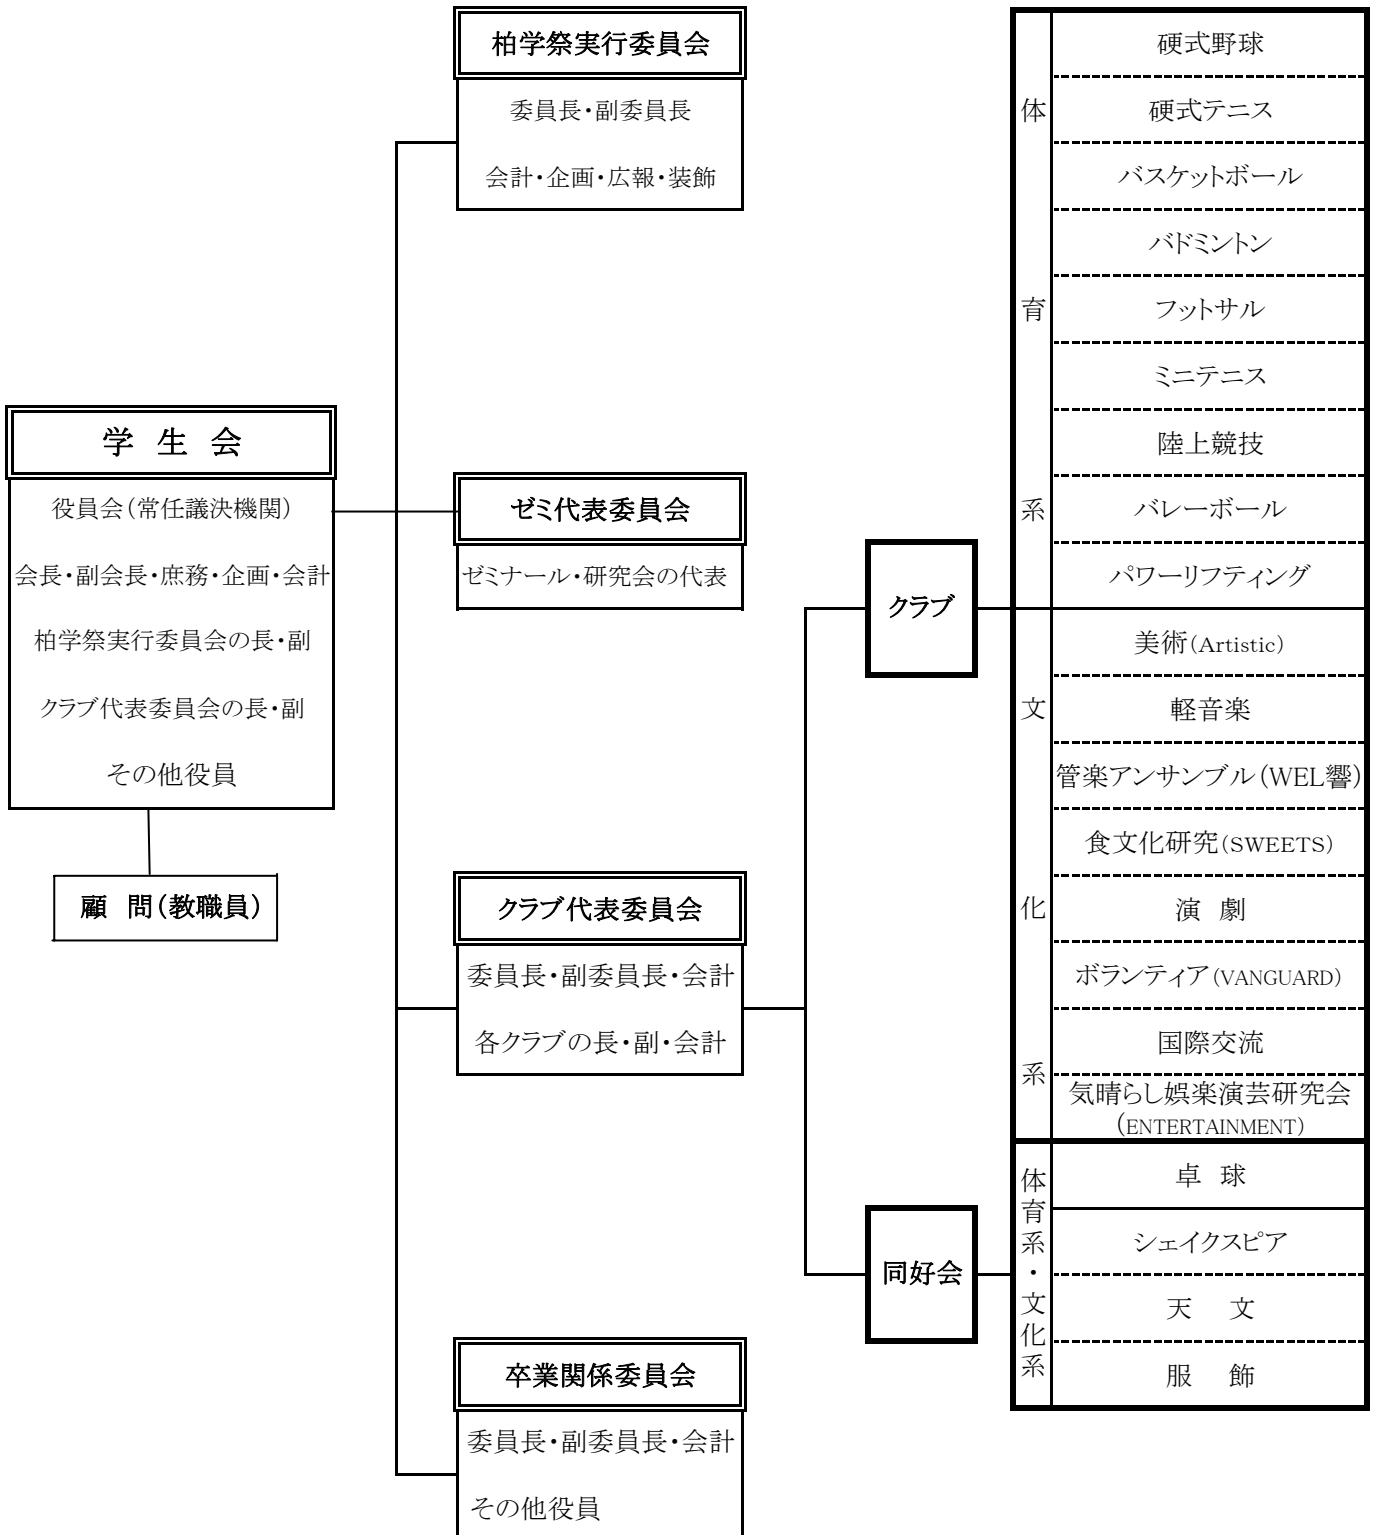 学 生 会
役員会(常任議決機関)
会長・副会長・庶務・企画・会計
柏学祭実行委員会の長・副
クラブ代表委員会の長・副
その他役員
顧 問(教職員)
柏学祭実行委員会
委員長・副委員長
会計・企画・広報・装飾
ゼミ代表委員会
ゼミナール・研究会の代表
クラブ代表委員会
委員長・副委員長・会計
各クラブの長・副・会計
卒業関係委員会
委員長・副委員長・会計
その他役員
クラブ
体育系
硬式野球
硬式テニス
バスケットボール
バドミントン
フットサル
ミニテニス
陸上競技
バレーボール
パワーリフティング
文化系
美術(Artistic)
軽音楽
管楽アンサンブル(WEL響)
食文化研究(SWEETS)
演 劇
ボランティア(VANGUARD)
国際交流
気晴らし娯楽演芸研究会
(ENTERTAINMENT)
同好会
体育系・文化系
卓 球
シェイクスピア
天 文
服 飾